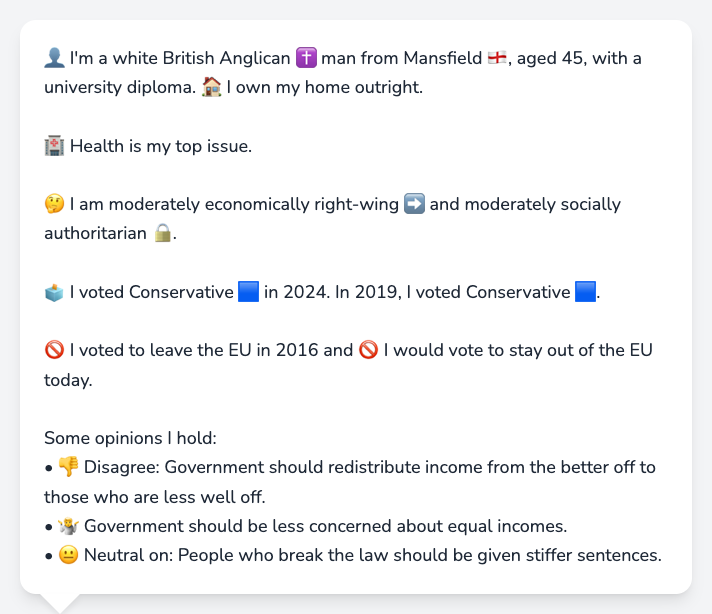 👤 I'm a white British Anglican ✝️ man from Mansfield 🏴󠁧󠁢󠁥󠁮󠁧󠁿, aged 45, with a
university diploma. 🏠 I own my home outright.
🏥 Health is my top issue.
🤔 I am moderately economically right-wing ➡️ and moderately socially
authoritarian 🔒.
🗳️ I voted Conservative 🟦 in 2024. In 2019, I voted Conservative 🟦.
🚫 I voted to leave the EU in 2016 and 🚫 I would vote to stay out of the EU
today.
Some opinions I hold:
• 👎 Disagree: Government should redistribute income from the better off to
those who are less well off.
• 🤷 Government should be less concerned about equal incomes.
• 😐 Neutral on: People who break the law should be given stiffer sentences.